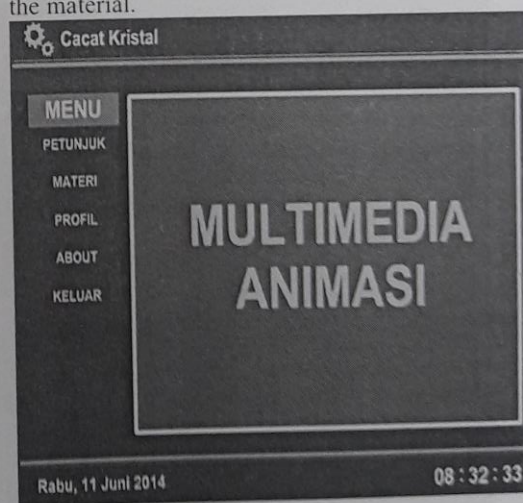 the material.
Cacat Kristal
MENU
PETUNJUK
MATERI
PROFIL
ABOUT
KELUAR
MULTIMEDIA
ANIMASI
Rabu, 11 Juni 2014
08:32:33